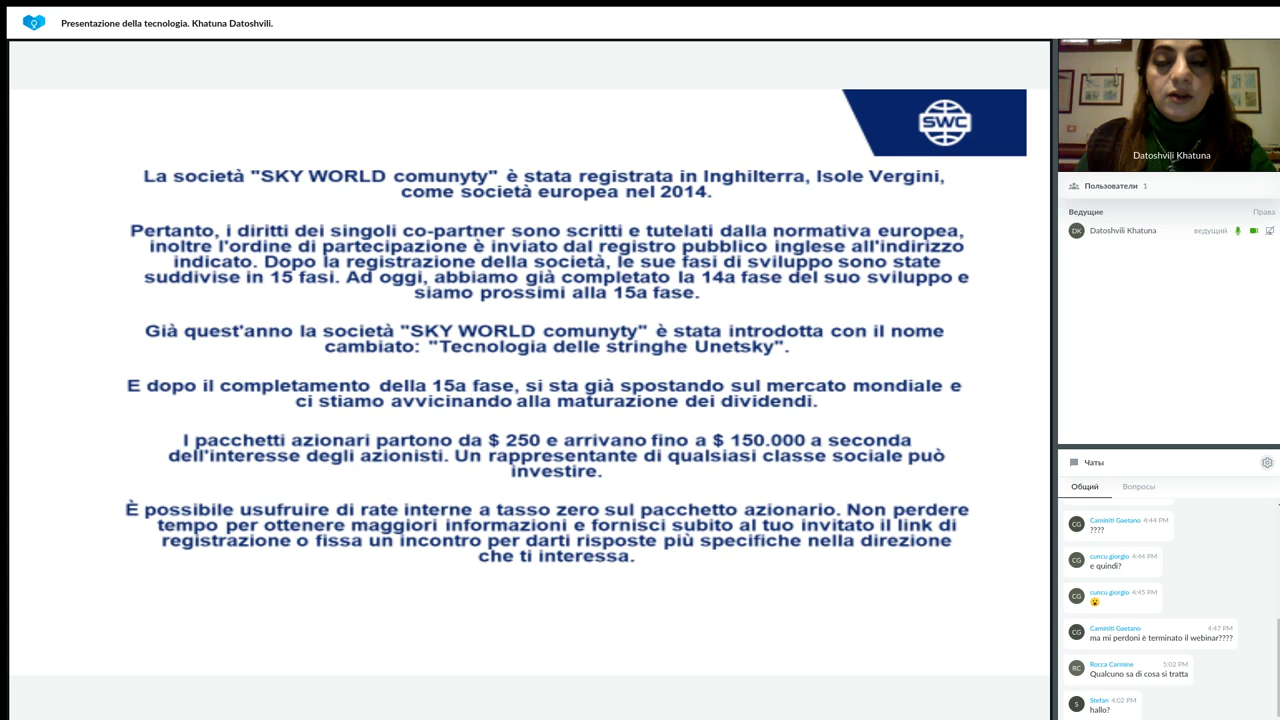 Presentazione della tecnologia. Khatuna Datoshvili.
SWC
La società "SKY WORLD comunyty" è stata registrata in Inghilterra, Isole Vergini,
come società europea nel 2014.
Pertanto, i diritti dei singoli co-partner sono scritti e tutelati dalla normativa europea,
inoltre l'ordine di partecipazione è inviato dal registro pubblico inglese all'indirizzo
indicato. Dopo la registrazione della società, le sue fasi di sviluppo sono state
suddivise in 15 fasi. Ad oggi, abbiamo già completato la 14a fase del suo sviluppo e
siamo prossimi alla 15a fase.
Già quest'anno la società "SKY WORLD comunyty" è stata introdotta con il nome
cambiato: "Tecnologia delle stringhe Unetsky".
E dopo il completamento della 15a fase, si sta già spostando sul mercato mondiale e
ci stiamo avvicinando alla maturazione dei dividendi.
I pacchetti azionari partono da $ 250 e arrivano fino a $ 150.000 a seconda
dell'interesse degli azionisti. Un rappresentante di qualsiasi classe sociale può
investire.
È possibile usufruire di rate interne a tasso zero sul pacchetto azionario. Non perdere
tempo per ottenere maggiori informazioni e fornisci subito al tuo invitato il link di
registrazione o fissa un incontro per darti risposte più specifiche nella direzione
che ti interessa.
Datoshvili Khatuna
Пользователи 1
Ведущие Права
DK Datoshvili Khatuna ведущий
Чаты
Общий Вопросы
CG Caminiti Gaetano 4:44 PM
????
CG cuncu giorgio 4:44 PM
e quindi?
CG cuncu giorgio 4:45 PM
😮
CG Caminiti Gaetano 4:47 PM
ma mi perdoni è terminato il webinar????
RC Rocca Carmine 5:02 PM
Qualcuno sa di cosa si tratta
S Stefan 4:02 PM
hallo?